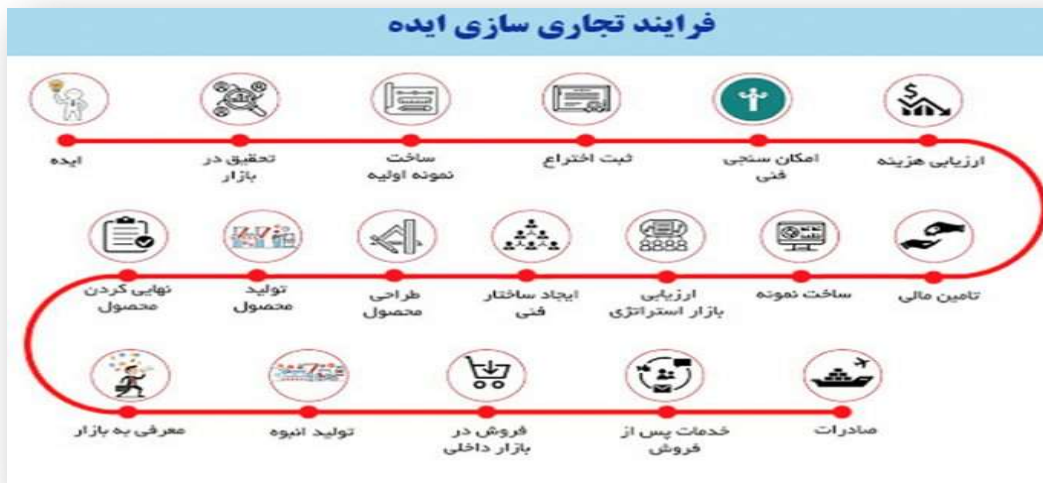 فرایند تجاری سازی ایده
ایده
تحقیق در
بازار
ساخت
نمونه اولیه
ثبت اختراع
امکان سنجی
فنی
ارزیابی هزینه
تامین مالی
ساخت نمونه
ارزیابی
بازار استراتژی
ایجاد ساختار
فنی
طراحی
محصول
تولید
محصول
نهایی کردن
محصول
معرفی به بازار
تولید انبوه
فروش در
بازار داخلی
خدمات پس از
فروش
صادرات